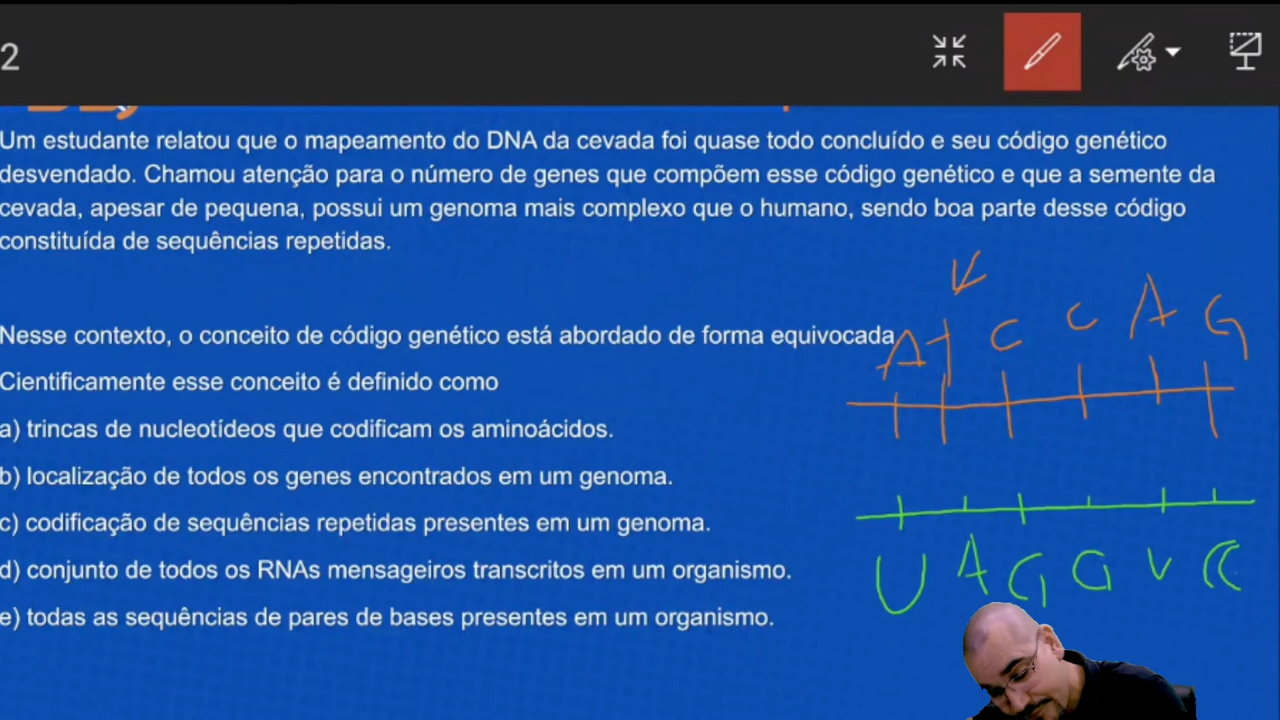 2
Um estudante relatou que o mapeamento do DNA da cevada foi quase todo concluído e seu código genético
desvendado. Chamou atenção para o número de genes que compõem esse código genético e que a semente da
cevada, apesar de pequena, possui um genoma mais complexo que o humano, sendo boa parte desse código
constituída de sequências repetidas.
Nesse contexto, o conceito de código genético está abordado de forma equivocada
Cientificamente esse conceito é definido como
a) trincas de nucleotídeos que codificam os aminoácidos.
b) localização de todos os genes encontrados em um genoma.
c) codificação de sequências repetidas presentes em um genoma.
d) conjunto de todos os RNAs mensageiros transcritos em um organismo.
e) todas as sequências de pares de bases presentes em um organismo.
A T C C A G
U A G G U C